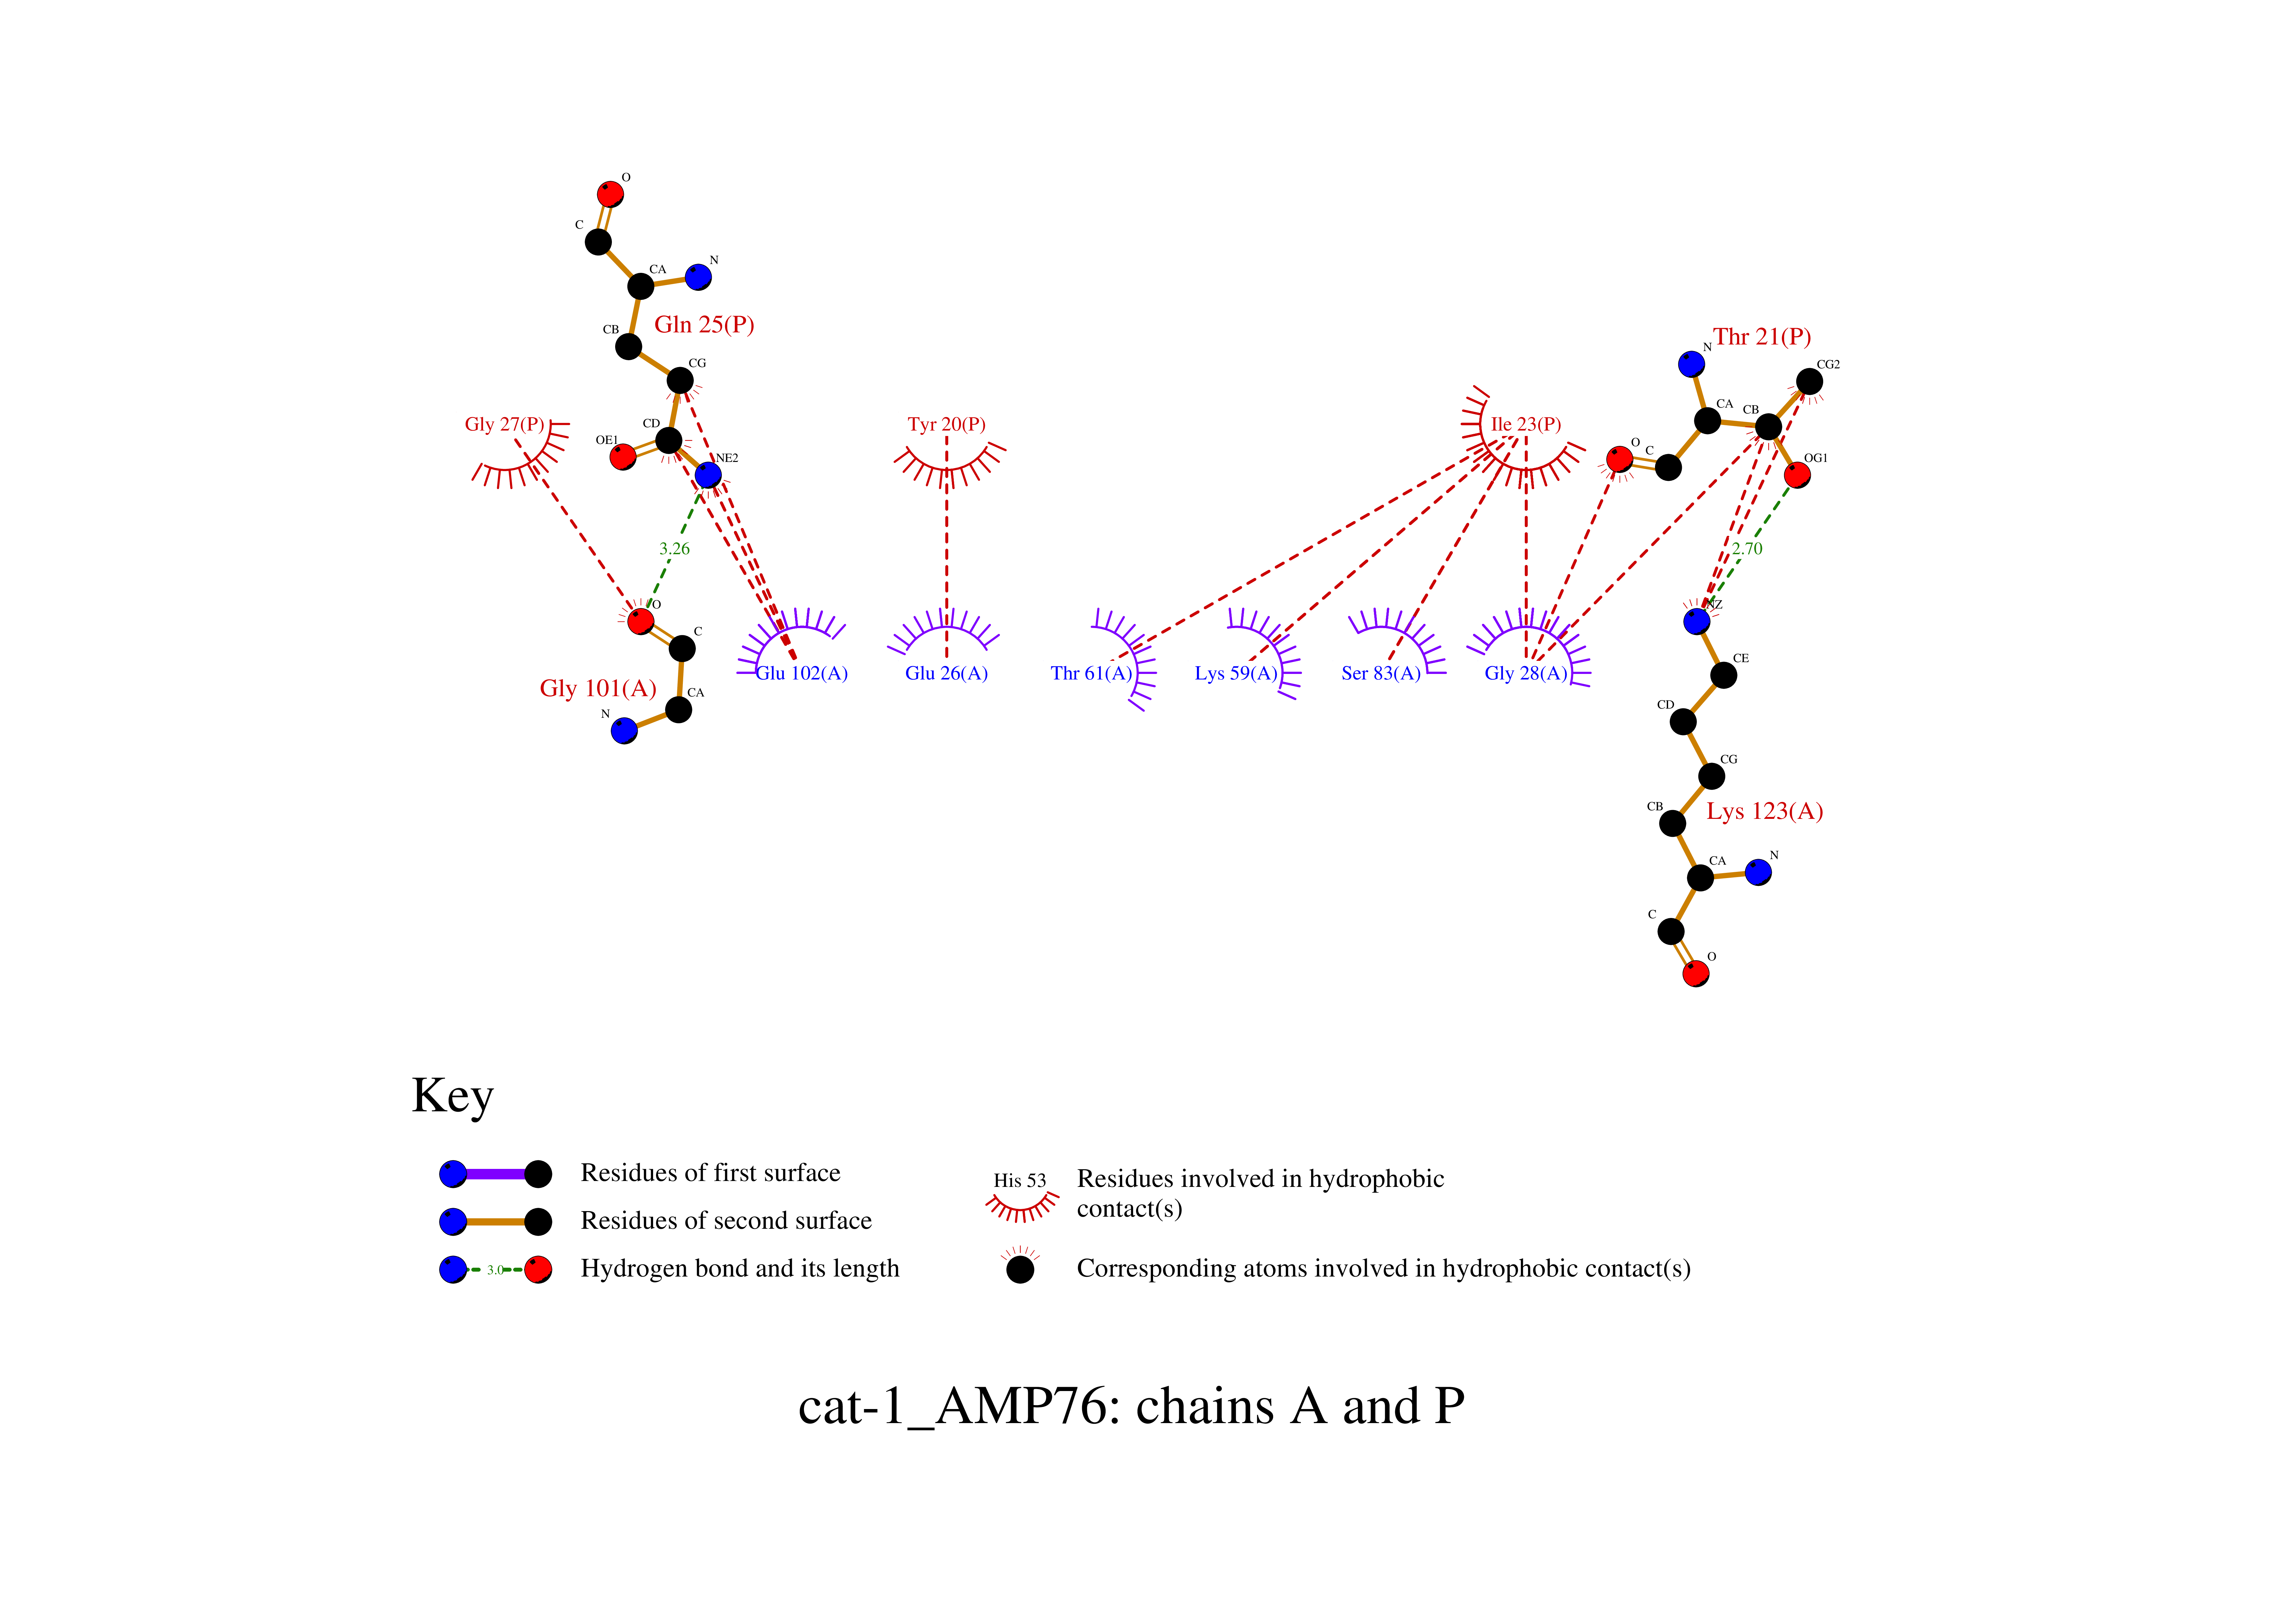 O
C
CA
N
CB
Gln 25(P)
CG
Gly 27(P)
CD
OE1
NE2
Tyr 20(P)
Ile 23(P)
Thr 21(P)
N
CG2
CA
CB
O
C
OG1
3.26
2.70
O
C
Gly 101(A)
CA
N
Glu 102(A)
Glu 26(A)
Thr 61(A)
Lys 59(A)
Ser 83(A)
Gly 28(A)
NZ
CE
CD
CG
CB
Lys 123(A)
CA
N
C
O
Key
Residues of first surface
Residues of second surface
3.0
Hydrogen bond and its length
His 53
Residues involved in hydrophobic
contact(s)
Corresponding atoms involved in hydrophobic contact(s)
cat-1_AMP76: chains A and P